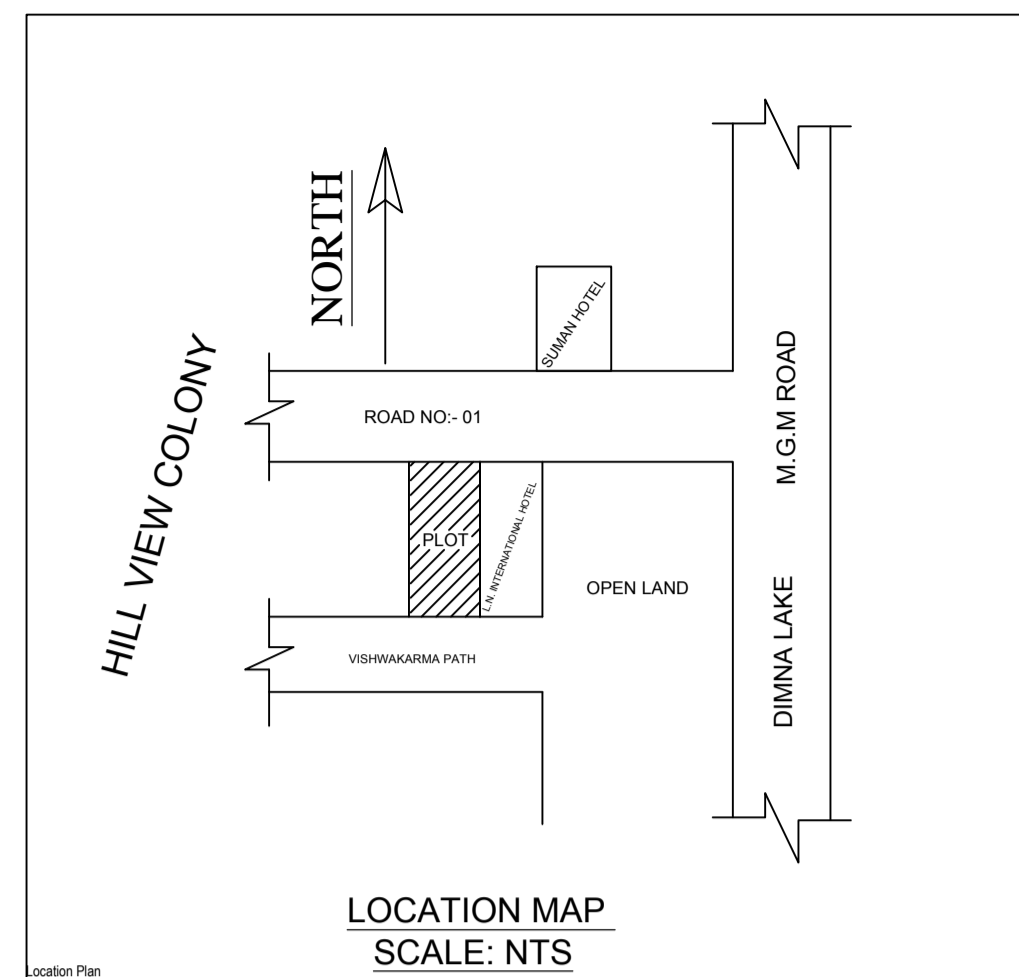 NORTH
SUMAN HOTEL
HILL VIEW COLONY
ROAD NO:- 01
M.G.M ROAD
PLOT
L.N. INTERNATIONAL HOTEL
OPEN LAND
DIMNA LAKE
VISHWAKARMA PATH
LOCATION MAP
SCALE: NTS
Location Plan